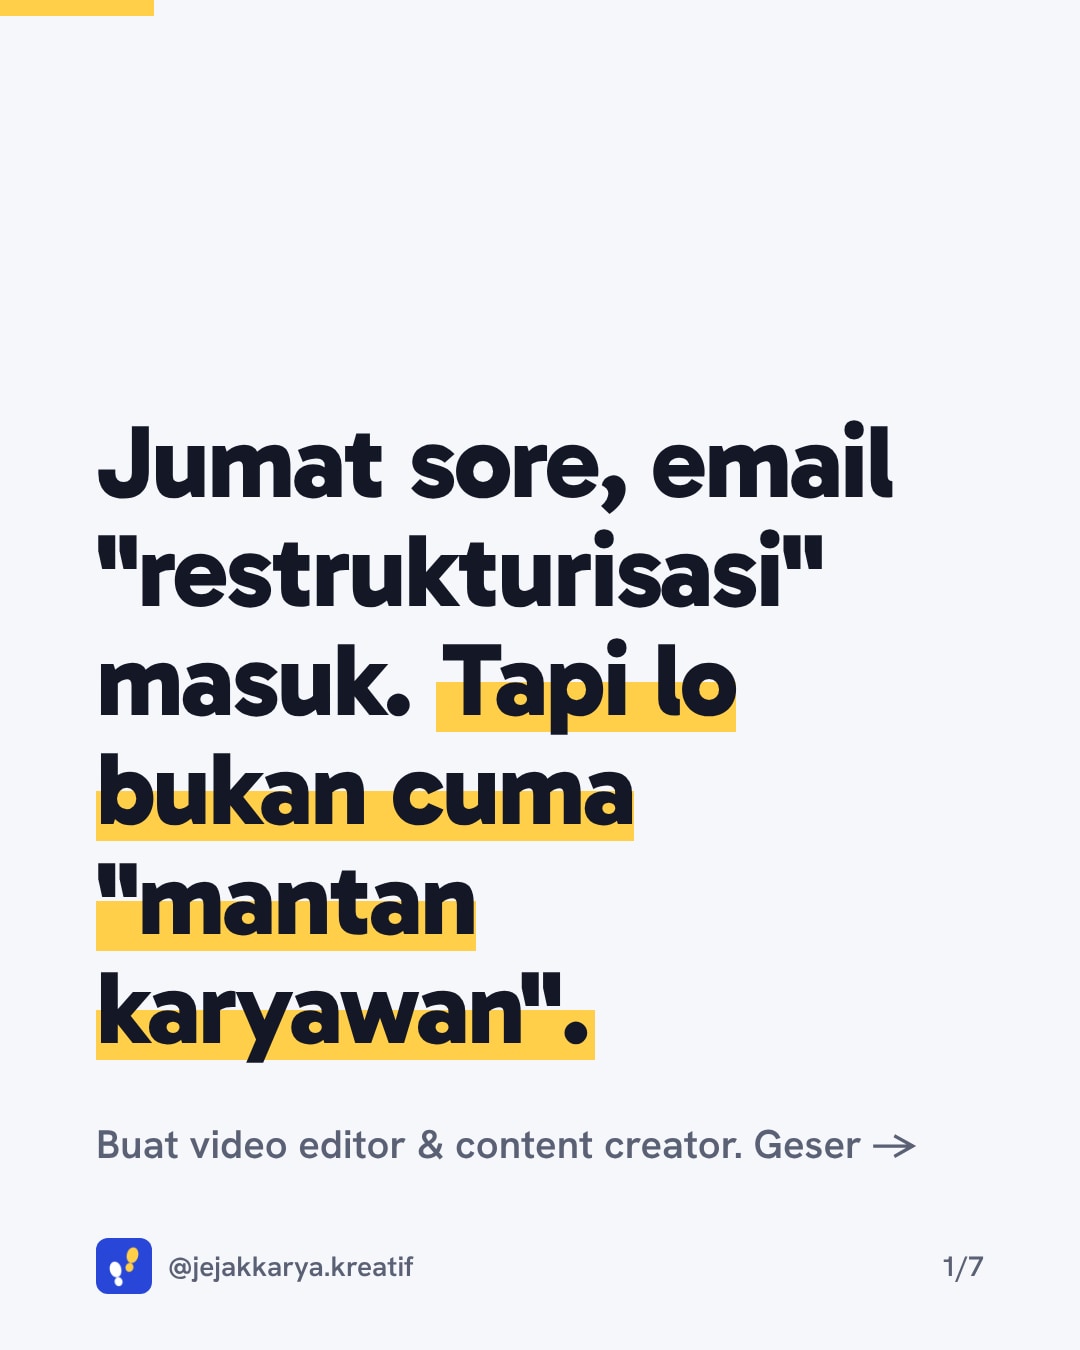 Jumat sore, email
"restrukturisasi"
masuk. Tapi lo
bukan cuma
"mantan
karyawan".
Buat video editor & content creator. Geser →
@jejakkarya.kreatif
1/7